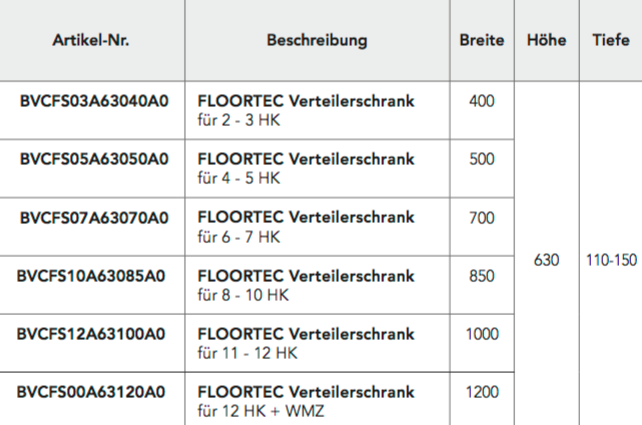 Artikel-Nr. Beschreibung Breite Höhe Tiefe
BVCFS03A63040A0 FLOORTEC Verteilerschrank 400
für 2 - 3 HK
BVCFS05A63050A0 FLOORTEC Verteilerschrank 500
für 4 - 5 HK
BVCFS07A63070A0 FLOORTEC Verteilerschrank 700
für 6 - 7 HK
630 110-150
BVCFS10A63085A0 FLOORTEC Verteilerschrank 850
für 8 - 10 HK
BVCFS12A63100A0 FLOORTEC Verteilerschrank 1000
für 11 - 12 HK
BVCFS00A63120A0 FLOORTEC Verteilerschrank 1200
für 12 HK + WMZ